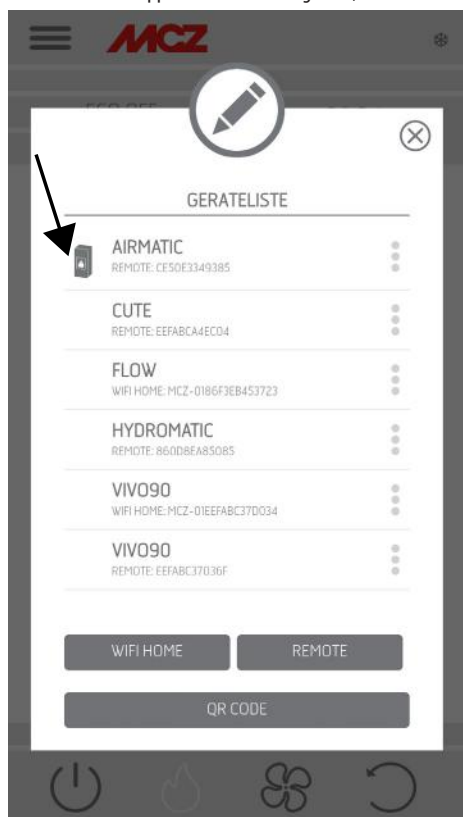 MCZ
GERATELISTE
AIRMATIC
REMOTE: CE50E3349385
CUTE
REMOTE: EEFABCA4EC04
FLOW
WIFI HOME: MCZ-0186F3EB453723
HYDROMATIC
REMOTE: 860D8EA85085
VIVO90
WIFI HOME: MCZ-01EEFABC37D034
VIVO90
REMOTE: EEFABC37036F
WIFI HOME
REMOTE
QR CODE